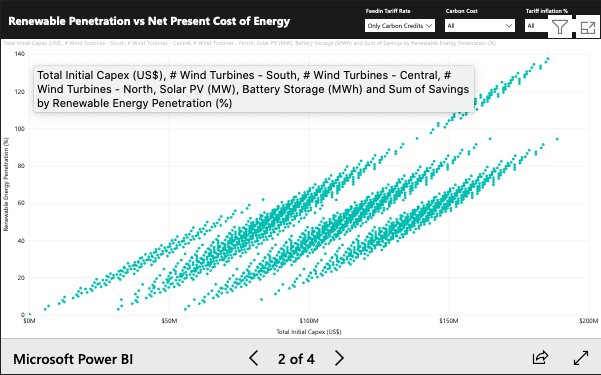 Renewable Penetration vs Net Present Cost of Energy
Feedin Tariff Rate
Only Carbon Credits
Carbon Cost
All
Tariff inflation %
All
Total Initial Capex (US$), # Wind Turbines - South, # Wind Turbines - Central, # Wind Turbines - North, Solar PV (MW), Battery Storage (MWh) and Sum of Savings by Renewable Energy Penetration (%)
Total Initial Capex (US$), # Wind Turbines - South, # Wind Turbines - Central, #
Wind Turbines - North, Solar PV (MW), Battery Storage (MWh) and Sum of Savings
by Renewable Energy Penetration (%)
Renewable Energy Penetration (%)
140
120
100
80
60
40
20
0
$0M
$50M
$100M
$150M
$200M
Total Initial Capex (US$)
Microsoft Power BI
2 of 4